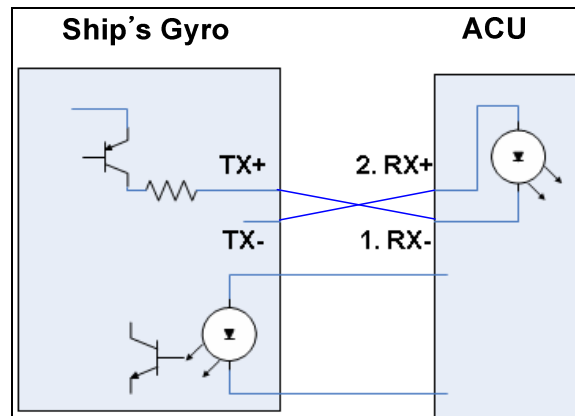 Ship's Gyro
ACU
TX+
2. RX+
TX-
1. RX-